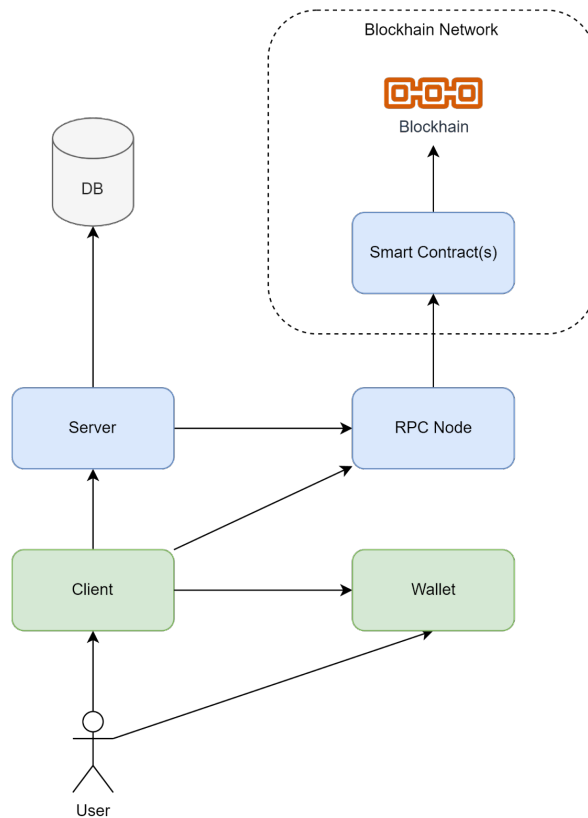 Blockhain Network
Blockhain
DB
Smart Contract(s)
Server
RPC Node
Client
Wallet
User